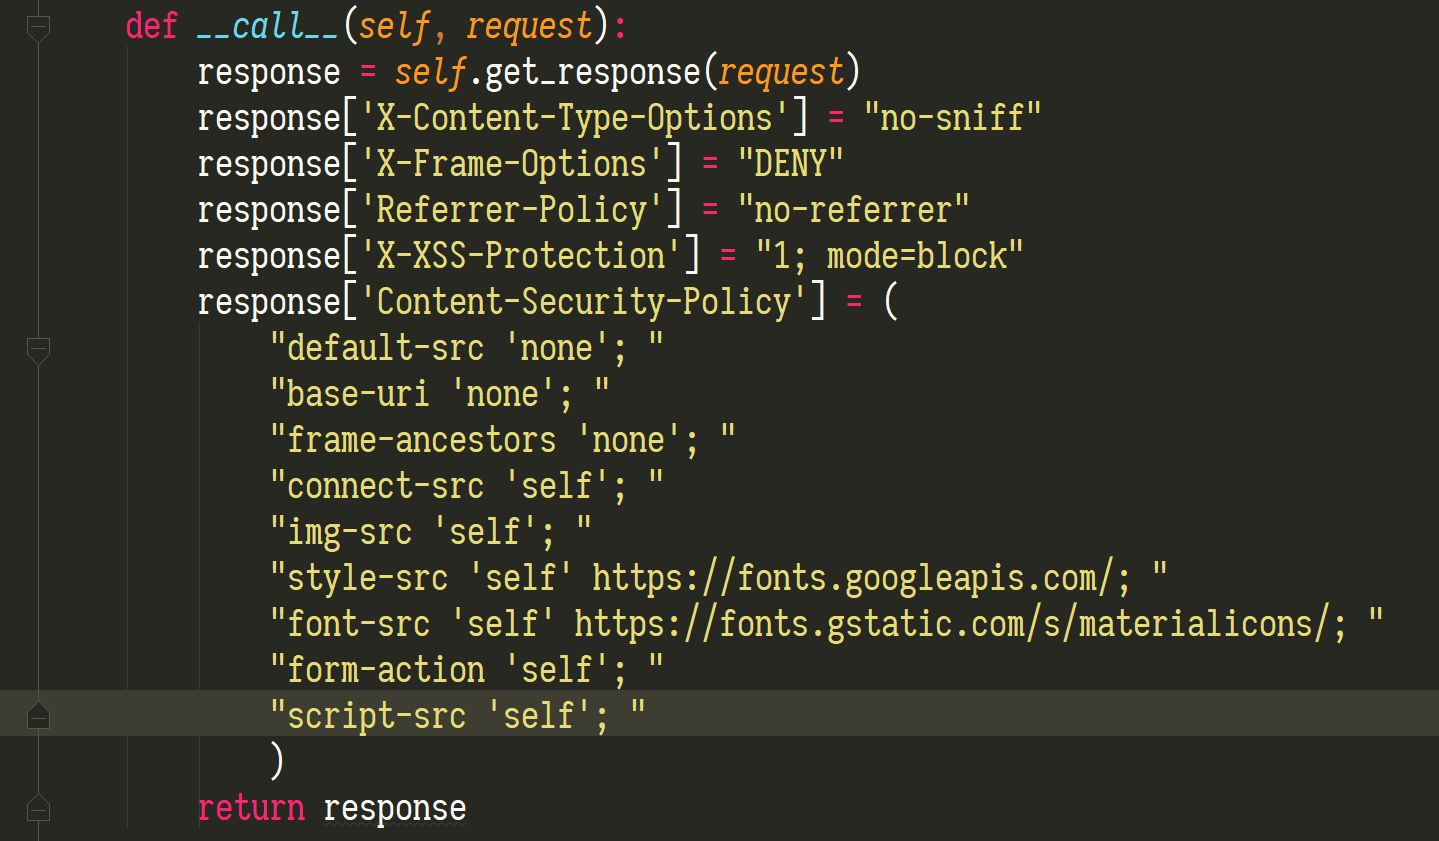 def __call__(self, request):
response = self.get_response(request)
response['X-Content-Type-Options'] = "no-sniff"
response['X-Frame-Options'] = "DENY"
response['Referrer-Policy'] = "no-referrer"
response['X-XSS-Protection'] = "1; mode=block"
response['Content-Security-Policy'] = (
"default-src 'none'; "
"base-uri 'none'; "
"frame-ancestors 'none'; "
"connect-src 'self'; "
"img-src 'self'; "
"style-src 'self' https://fonts.googleapis.com/; "
"font-src 'self' https://fonts.gstatic.com/s/materialicons/; "
"form-action 'self'; "
"script-src 'self'; "
)
return response